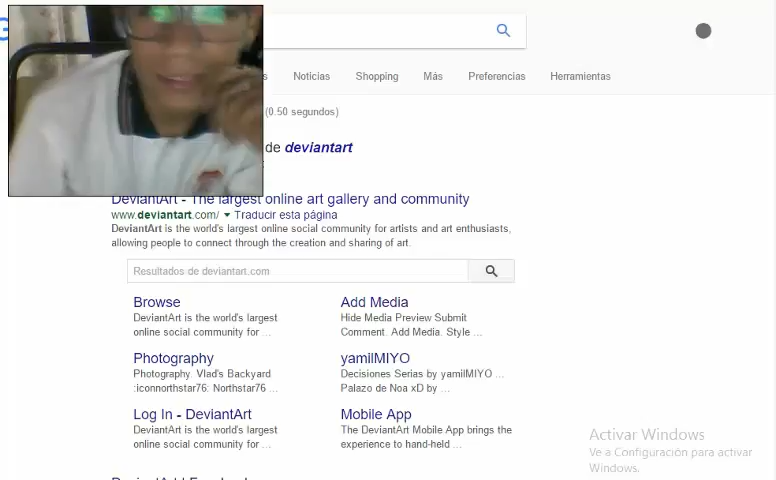 Noticias Shopping Más Preferencias Herramientas
(0.50 segundos)
de deviantart
DeviantArt - The largest online art gallery and community
www.deviantart.com/ Traducir esta página
DeviantArt is the world's largest online social community for artists and art enthusiasts,
allowing people to connect through the creation and sharing of art.
Resultados de deviantart.com
Browse
DeviantArt is the world's largest
online social community for ...
Add Media
Hide Media Preview Submit
Comment. Add Media. Style ...
Photography
Photography. Vlad's Backyard
:iconnorthstar76: Northstar76 ...
yamilMIYO
Decisiones Serias by yamilMIYO ...
Palazo de Noa xD by ...
Log In - DeviantArt
DeviantArt is the world's largest
online social community for ...
Mobile App
The DeviantArt Mobile App brings the
experience to hand-held ...
Activar Windows
Ve a Configuración para activar
Windows.